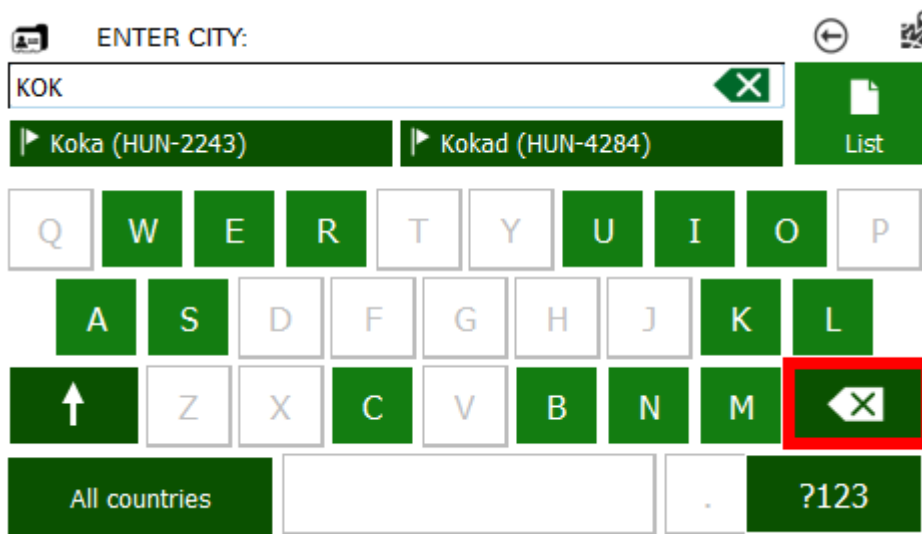 ENTER CITY:
KOK
Koka (HUN-2243) Kokad (HUN-4284) List
Q W E R T Y U I O P
A S D F G H J K L
Z X C V B N M
All countries . ?123